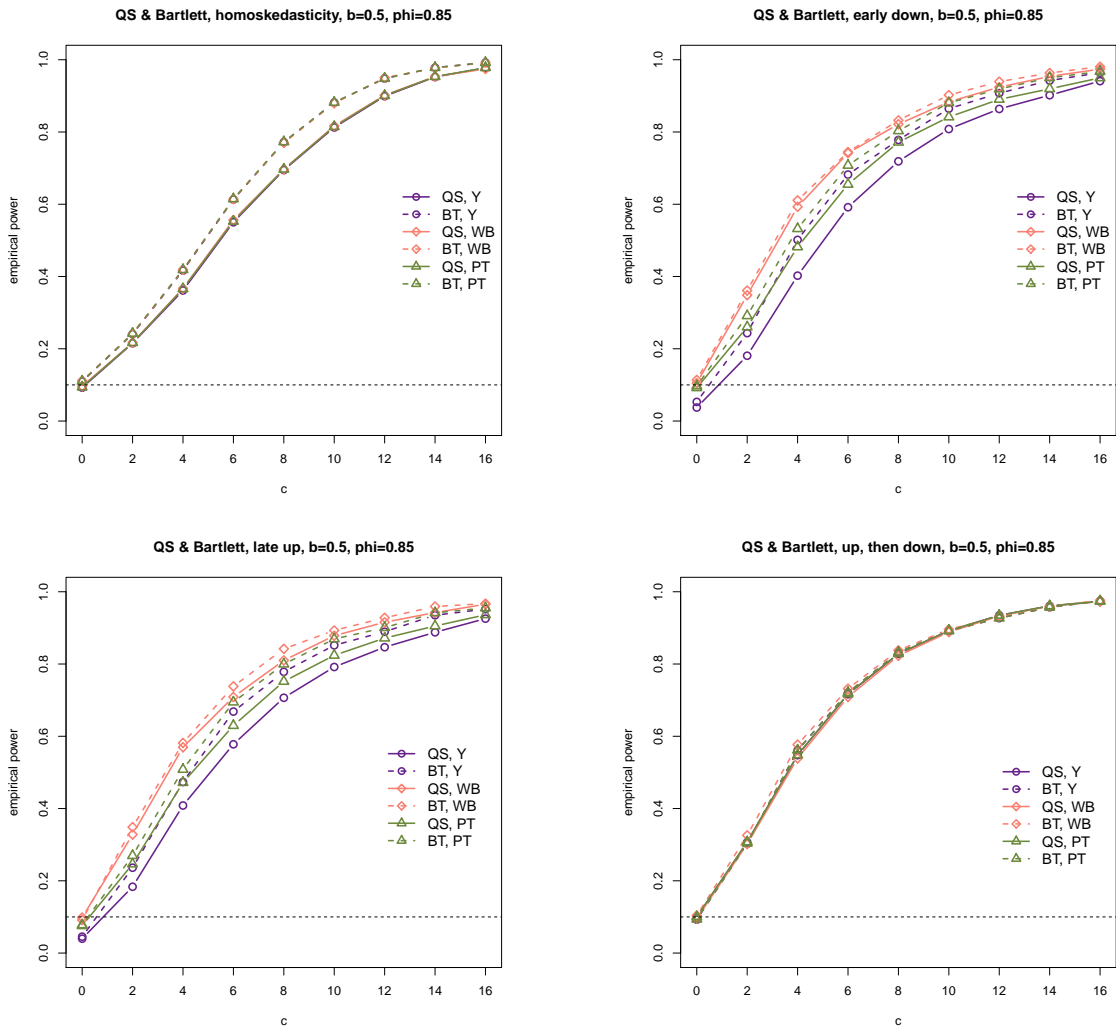 QS & Bartlett, homoskedasticity, b=0.5, phi=0.85
empirical power
0.0 0.2 0.4 0.6 0.8 1.0
QS, Y
BT, Y
QS, WB
BT, WB
QS, PT
BT, PT
0 2 4 6 8 10 12 14 16
c
QS & Bartlett, early down, b=0.5, phi=0.85
empirical power
0.0 0.2 0.4 0.6 0.8 1.0
QS, Y
BT, Y
QS, WB
BT, WB
QS, PT
BT, PT
0 2 4 6 8 10 12 14 16
c
QS & Bartlett, late up, b=0.5, phi=0.85
empirical power
0.0 0.2 0.4 0.6 0.8 1.0
QS, Y
BT, Y
QS, WB
BT, WB
QS, PT
BT, PT
0 2 4 6 8 10 12 14 16
c
QS & Bartlett, up, then down, b=0.5, phi=0.85
empirical power
0.0 0.2 0.4 0.6 0.8 1.0
QS, Y
BT, Y
QS, WB
BT, WB
QS, PT
BT, PT
0 2 4 6 8 10 12 14 16
c